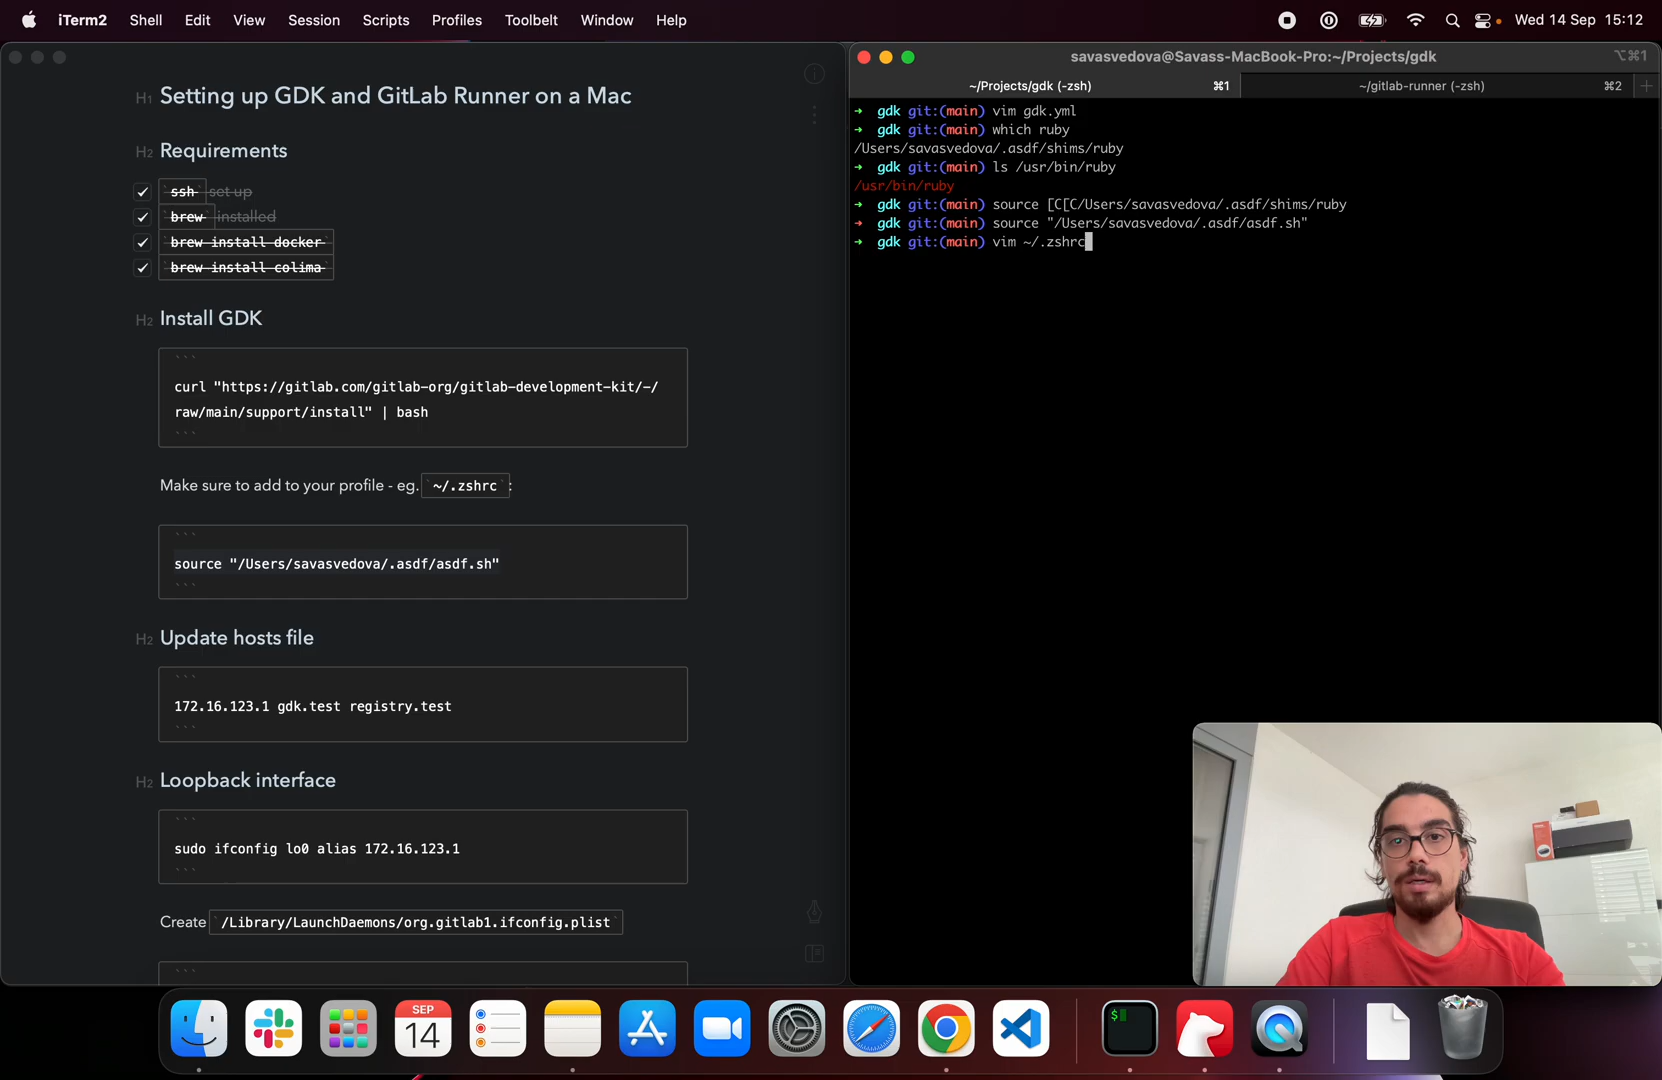 iTerm2 Shell Edit View Session Scripts Profiles Toolbelt Window Help
Wed 14 Sep 15:12
H1 Setting up GDK and GitLab Runner on a Mac
H2 Requirements
`ssh` set up
`brew` installed
`brew install docker`
`brew install colima`
H2 Install GDK
```
curl "https://gitlab.com/gitlab-org/gitlab-development-kit/-/
raw/main/support/install" | bash
```
Make sure to add to your profile - eg. `~/.zshrc`:
```
source "/Users/savasvedova/.asdf/asdf.sh"
```
H2 Update hosts file
```
172.16.123.1 gdk.test registry.test
```
H2 Loopback interface
```
sudo ifconfig lo0 alias 172.16.123.1
```
Create `/Library/LaunchDaemons/org.gitlab1.ifconfig.plist`
```
savasvedova@Savass-MacBook-Pro:~/Projects/gdk
⌥⌘1
~/Projects/gdk (-zsh) ⌘1
~/gitlab-runner (-zsh) ⌘2
+
➜ gdk git:(main) vim gdk.yml
➜ gdk git:(main) which ruby
/Users/savasvedova/.asdf/shims/ruby
➜ gdk git:(main) ls /usr/bin/ruby
/usr/bin/ruby
➜ gdk git:(main) source [C[C/Users/savasvedova/.asdf/shims/ruby
➜ gdk git:(main) source "/Users/savasvedova/.asdf/asdf.sh"
➜ gdk git:(main) vim ~/.zshrc
SEP
14
$